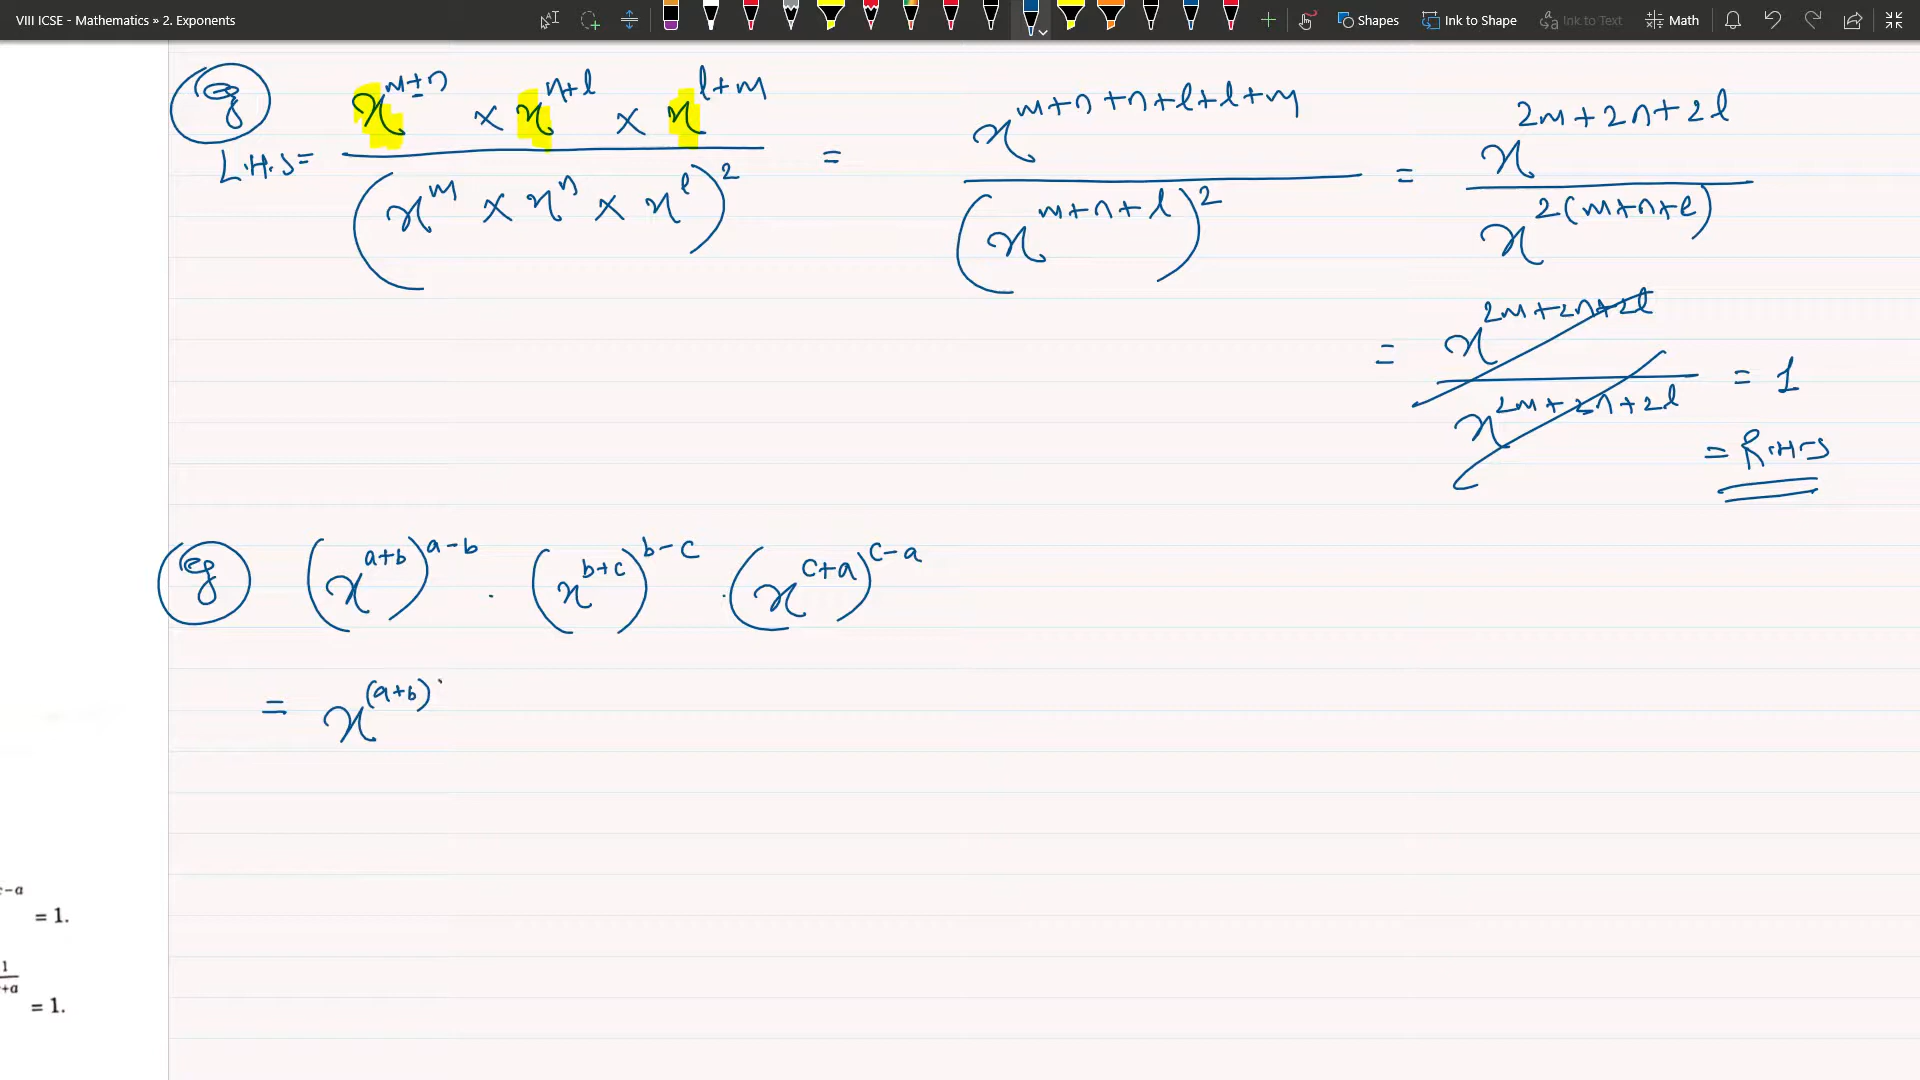 VIII ICSE - Mathematics » 2. Exponents
Shapes Ink to Shape Ink to Text Math
eg
L.H.S = x^{m+n} × x^{n+l} × x^{l+m} / (x^m × x^n × x^l)^2 = x^{m+n+n+l+l+m} / (x^{m+n+l})^2 = x^{2m+2n+2l} / x^{2(m+n+l)}
= x^{2m+2n+2l} / x^{2m+2n+2l} = 1
= R.H.S
eg (x^{a+b})^{a-b} . (x^{b+c})^{b-c} . (x^{c+a})^{c-a}
= x^{(a+b)}
c-a
= 1.
1
+a
= 1.